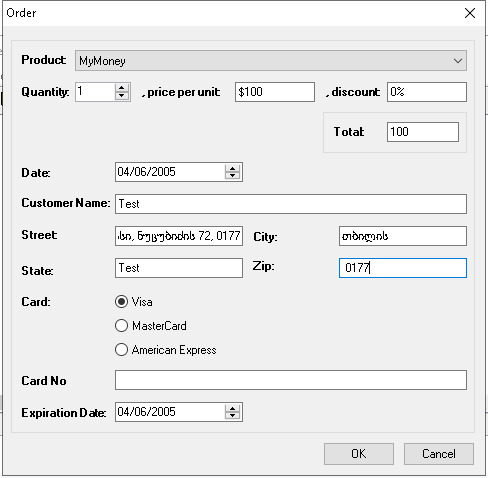 Order
Product: MyMoney
Quantity: 1 , price per unit: $100 , discount: 0%
Total: 100
Date: 04/06/2005
Customer Name: Test
Street: ნუცუბიძის 72, 0177 City: თბილის
State: Test Zip: 0177
Card: Visa
MasterCard
American Express
Card No
Expiration Date: 04/06/2005
OK Cancel